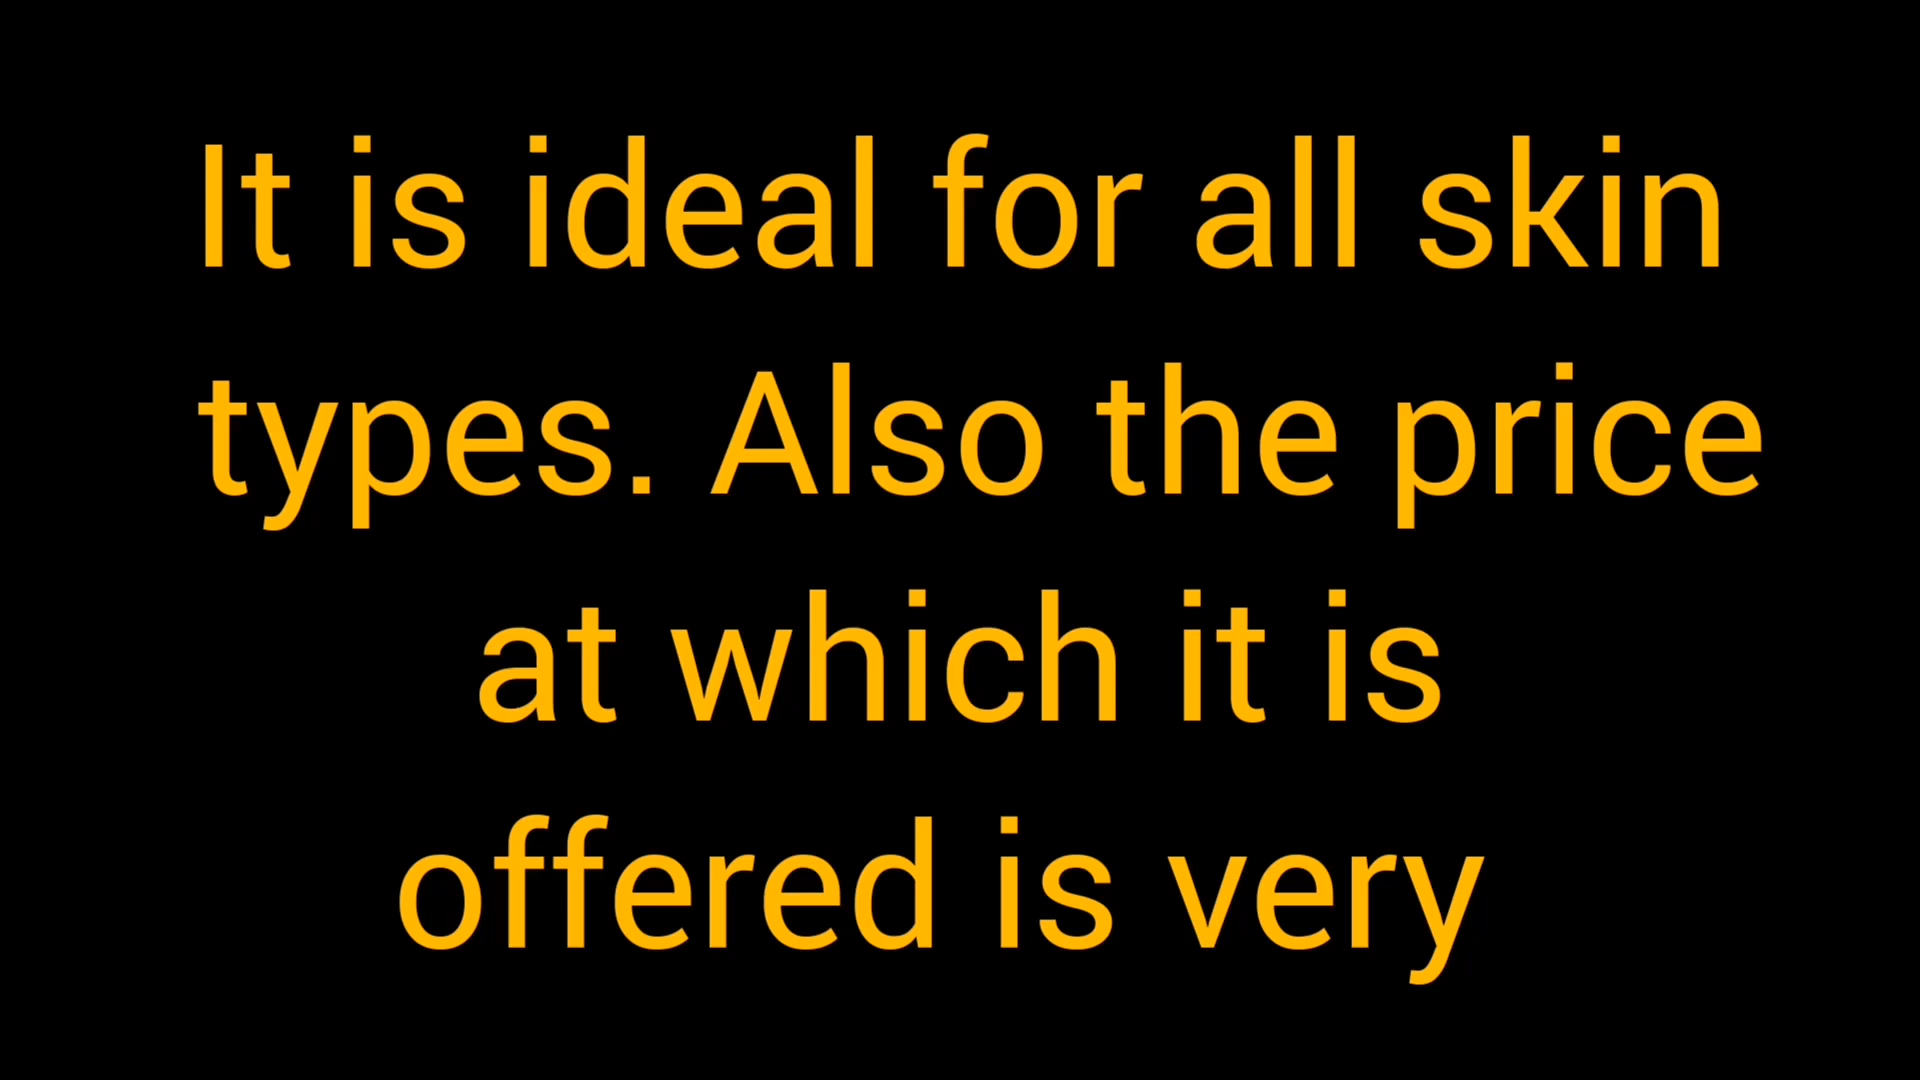 It is ideal for all skin
types. Also the price
at which it is
offered is very